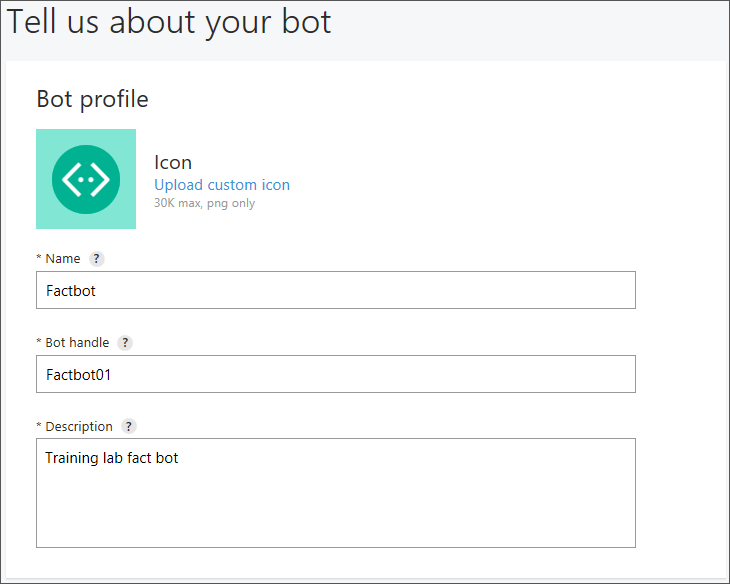 Tell us about your bot
Bot profile
Icon
Upload custom icon
30K max, png only
* Name ?
Factbot
* Bot handle ?
Factbot01
* Description ?
Training lab fact bot